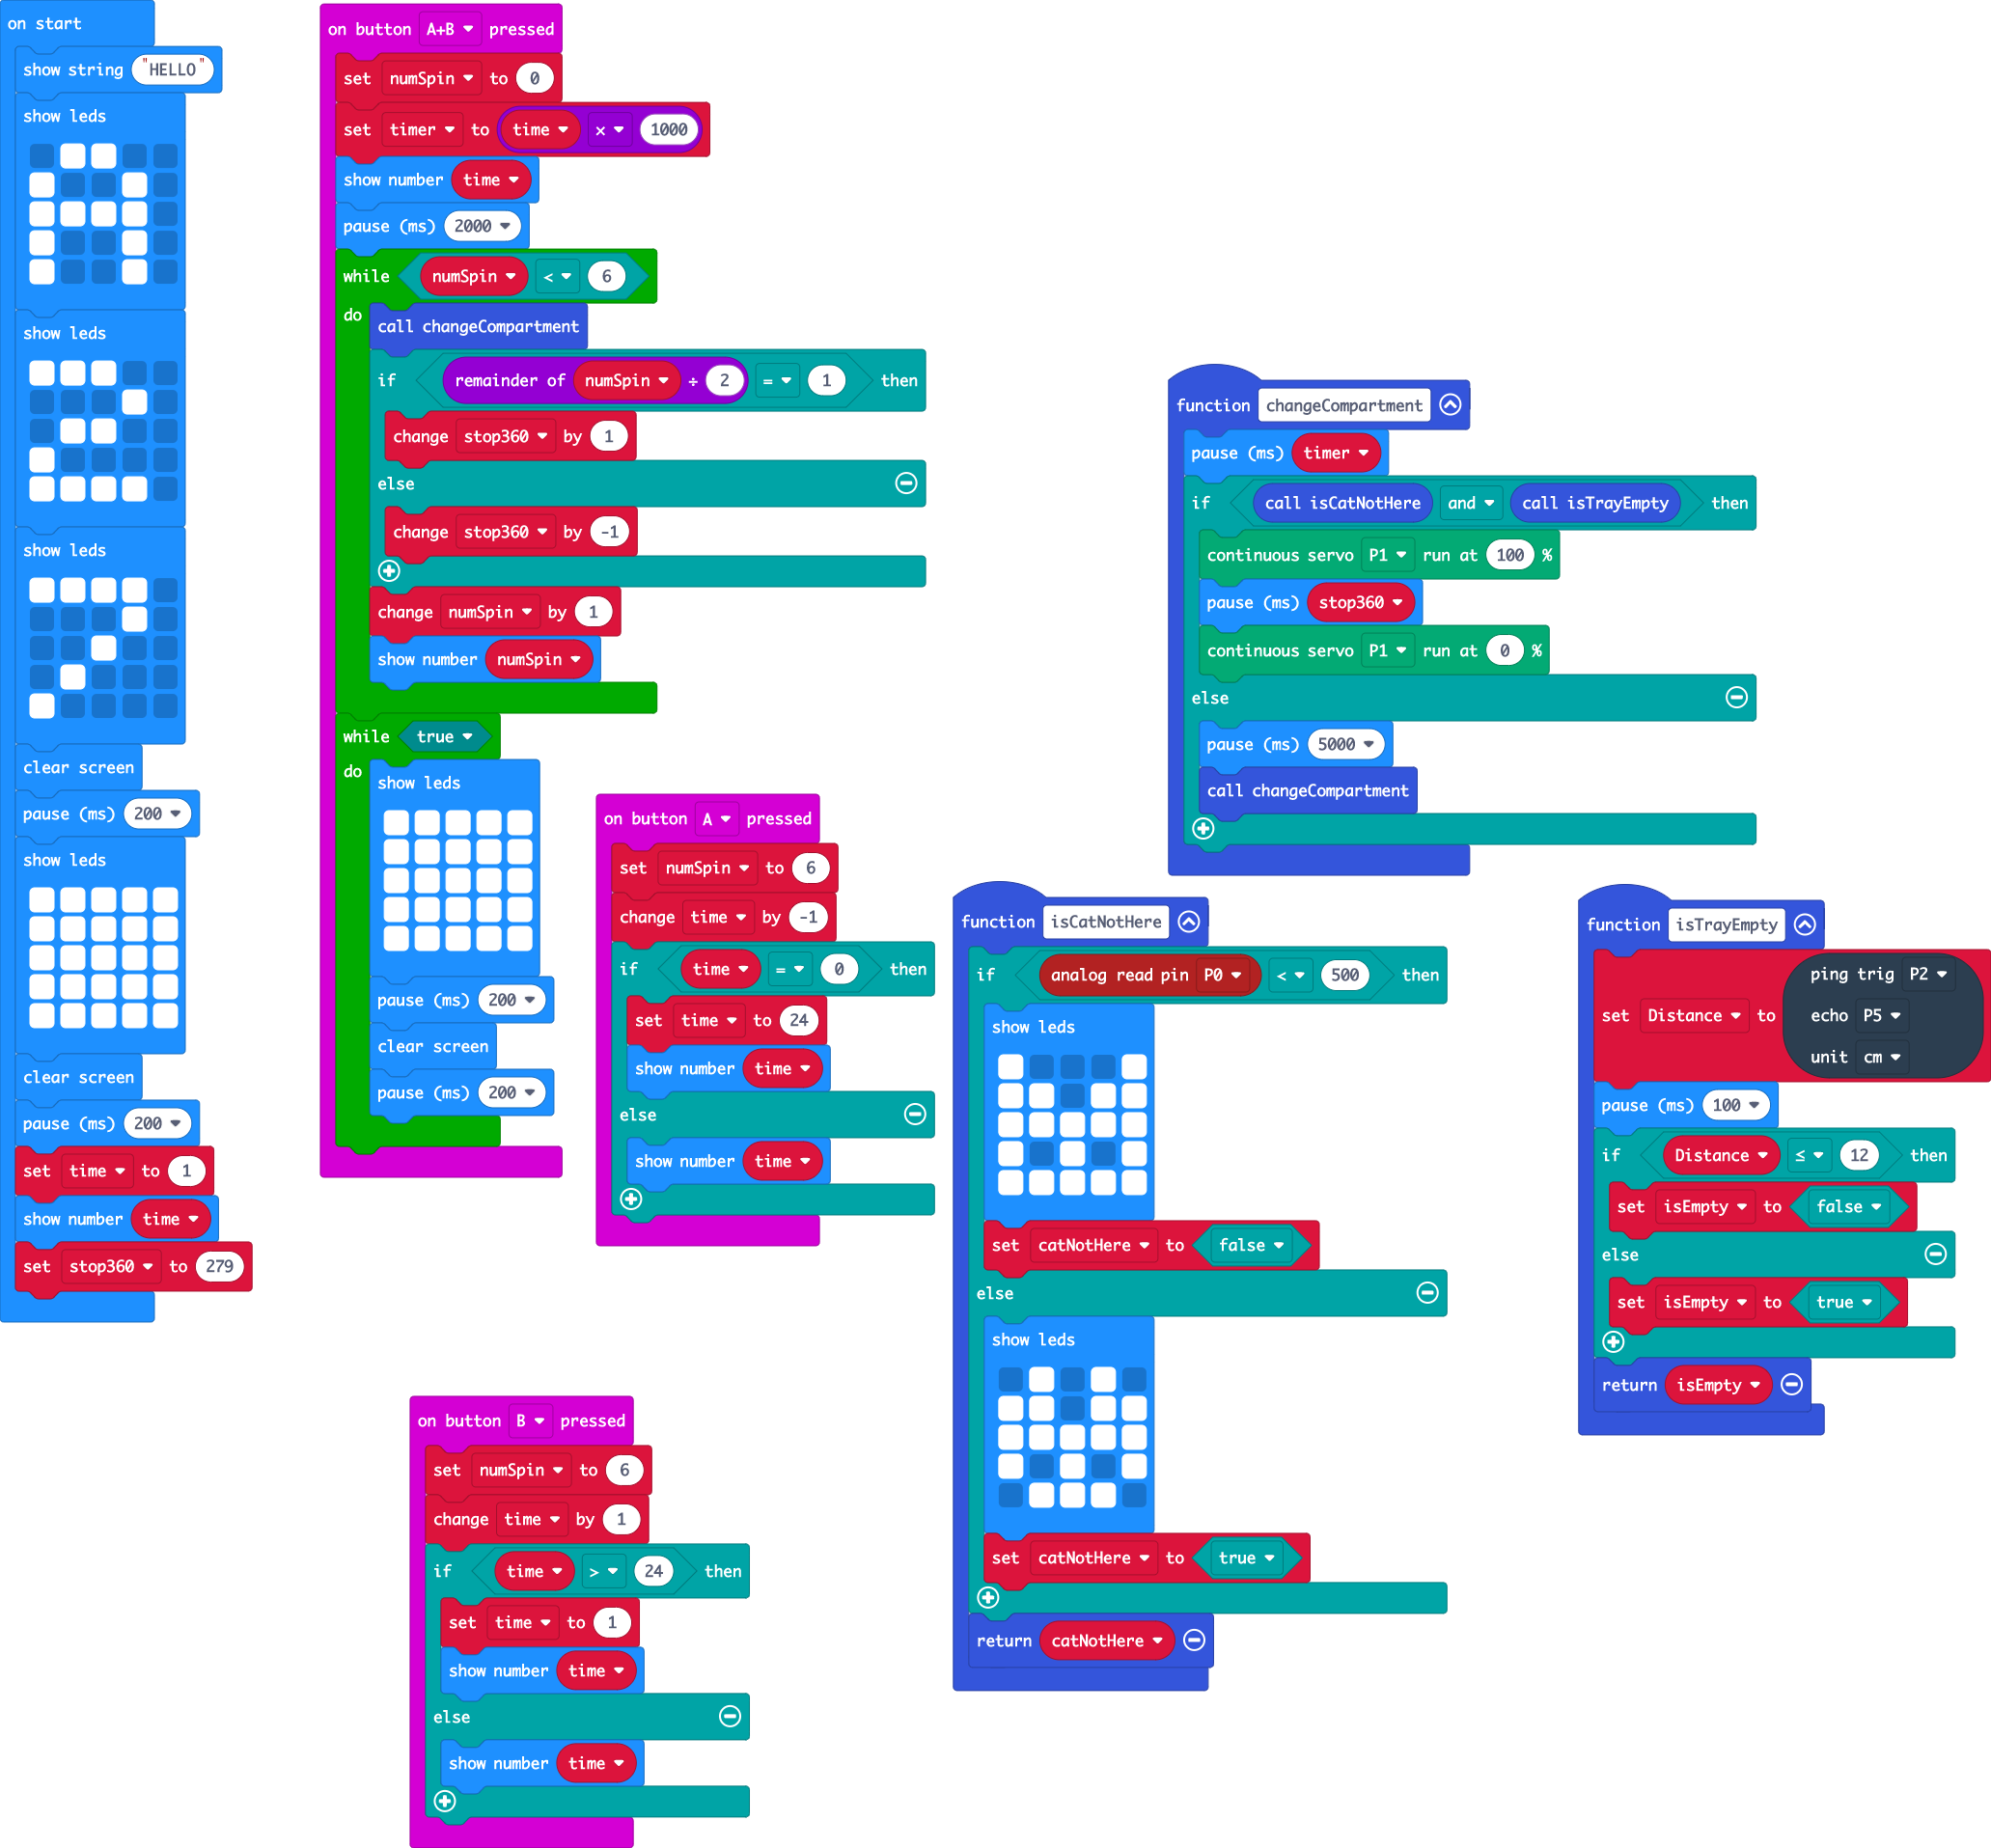 on start
show string "HELLO"
show leds
show leds
show leds
clear screen
pause (ms) 200
show leds
clear screen
pause (ms) 200
set time to 1
show number time
set stop360 to 279
on button A+B pressed
set numSpin to 0
set timer to time × 1000
show number time
pause (ms) 2000
while numSpin < 6
do
call changeCompartment
if remainder of numSpin ÷ 2 = 1 then
change stop360 by 1
else
change stop360 by -1
change numSpin by 1
show number numSpin
while true
do
show leds
pause (ms) 200
clear screen
pause (ms) 200
on button A pressed
set numSpin to 6
change time by -1
if time = 0 then
set time to 24
show number time
else
show number time
on button B pressed
set numSpin to 6
change time by 1
if time > 24 then
set time to 1
show number time
else
show number time
function changeCompartment
pause (ms) timer
if call isCatNotHere and call isTrayEmpty then
continuous servo P1 run at 100 %
pause (ms) stop360
continuous servo P1 run at 0 %
else
pause (ms) 5000
call changeCompartment
function isCatNotHere
if analog read pin P0 < 500 then
show leds
set catNotHere to false
else
show leds
set catNotHere to true
return catNotHere
function isTrayEmpty
set Distance to ping trig P2
echo P5
unit cm
pause (ms) 100
if Distance ≤ 12 then
set isEmpty to false
else
set isEmpty to true
return isEmpty